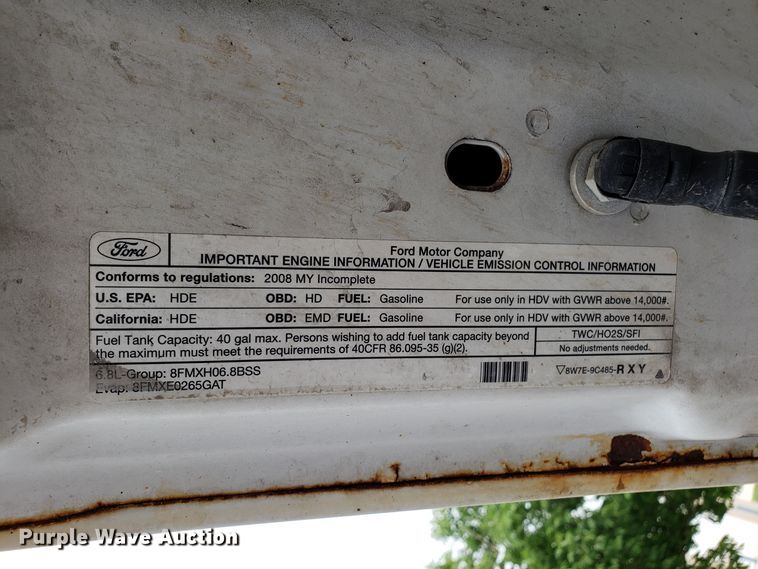 Ford
Ford Motor Company
IMPORTANT ENGINE INFORMATION / VEHICLE EMISSION CONTROL INFORMATION
Conforms to regulations: 2008 MY Incomplete
U.S. EPA: HDE OBD: HD FUEL: Gasoline For use only in HDV with GVWR above 14,000#.
California: HDE OBD: EMD FUEL: Gasoline For use only in HDV with GVWR above 14,000#.
Fuel Tank Capacity: 40 gal max. Persons wishing to add fuel tank capacity beyond
the maximum must meet the requirements of 40CFR 86.095-35 (g)(2).
TWC/HO2S/SFI
No adjustments needed.
6.8L-Group: 8FMXH06.8BSS
Evap: 8FMXE0265GAT
8W7E-9C485-RXY
Purple Wave Auction